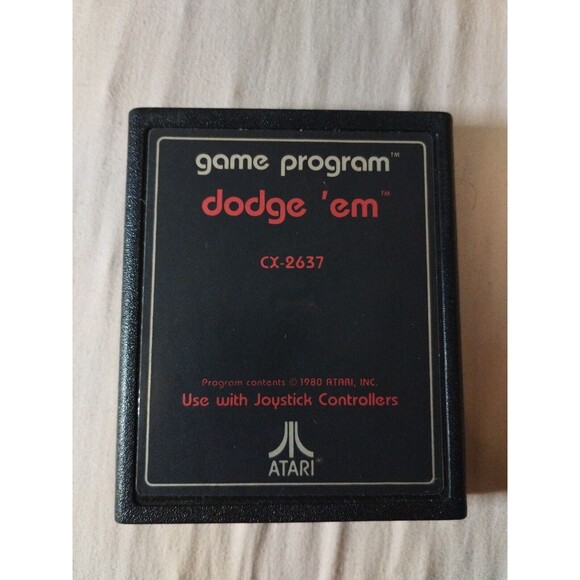 game program™
dodge 'em™
CX-2637
Program contents © 1980 ATARI, INC.
Use with Joystick Controllers
ATARI®